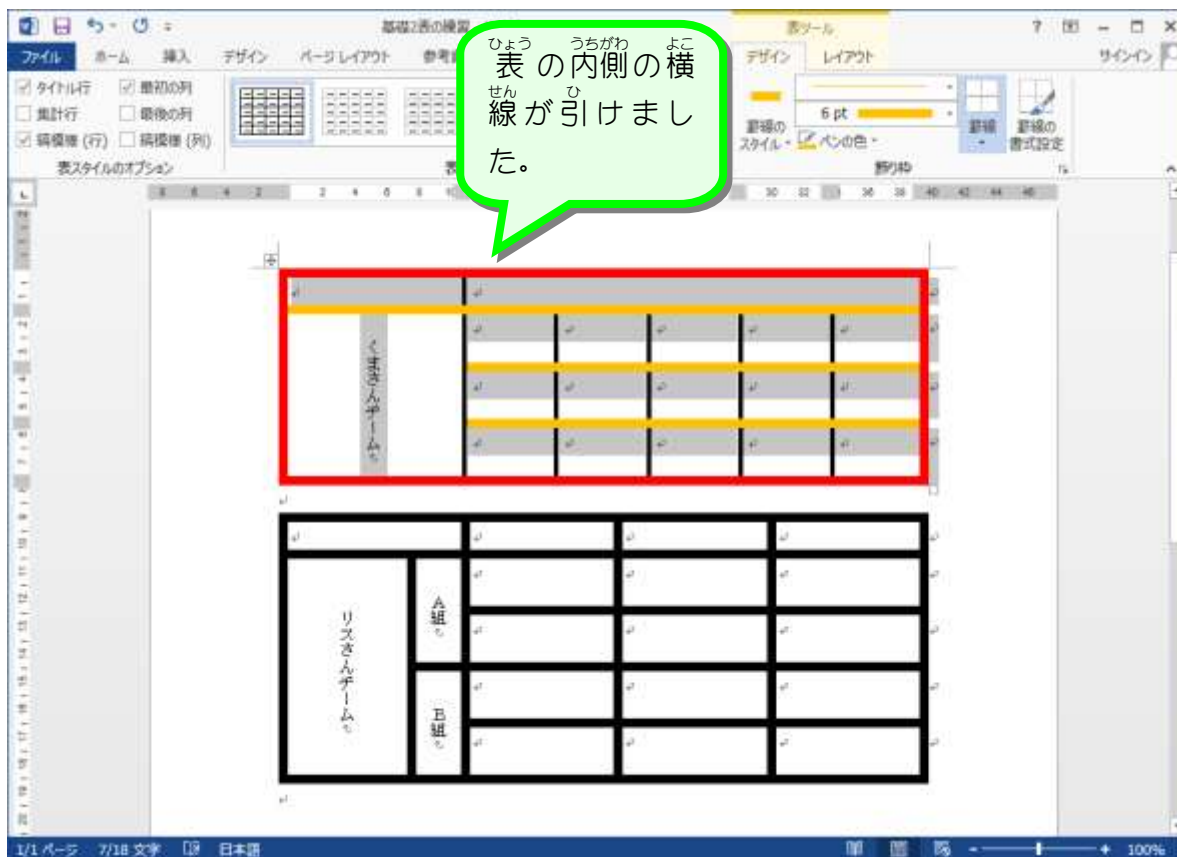 基礎2表の練習
表ツール
ファイル ホーム 挿入 デザイン ページ レイアウト 参考 デザイン レイアウト サインイン
ひょう うちがわ よこ
表の内側の横
せん ひ
線が引けまし
た。
タイトル行 最初の列
集計行 最後の列
縞模様 (行) 縞模様 (列)
表スタイルのオプション
6 pt
罫線の
スタイル
ペンの色
罫線
罫線の
書式設定
飾り枠
くまさんチーム
リスさんチーム
A組
B組
1/1 ページ 7/18 文字 日本語 100%